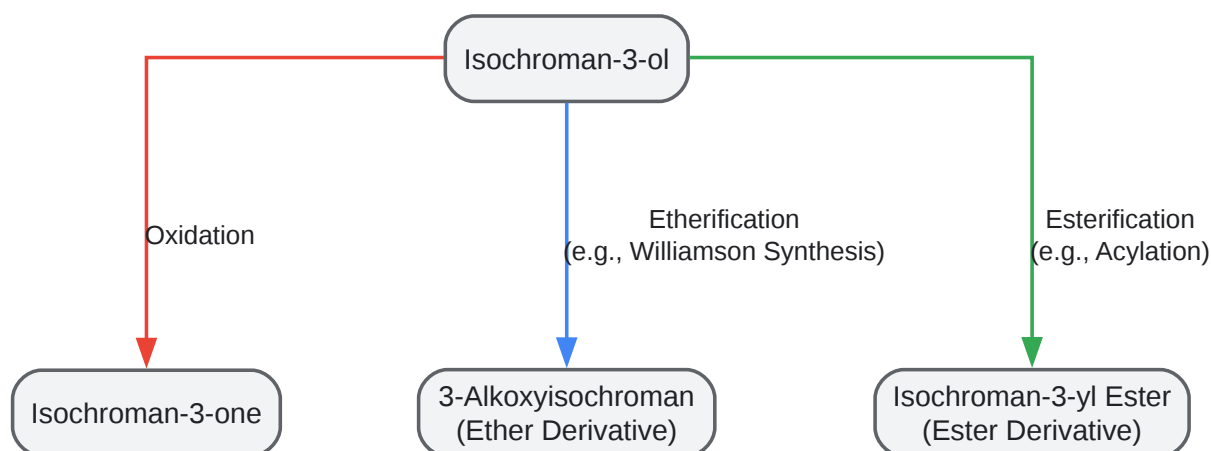 Isochroman-3-ol
Oxidation
Etherification
(e.g., Williamson Synthesis)
Esterification
(e.g., Acylation)
Isochroman-3-one
3-Alkoxyisochroman
(Ether Derivative)
Isochroman-3-yl Ester
(Ester Derivative)